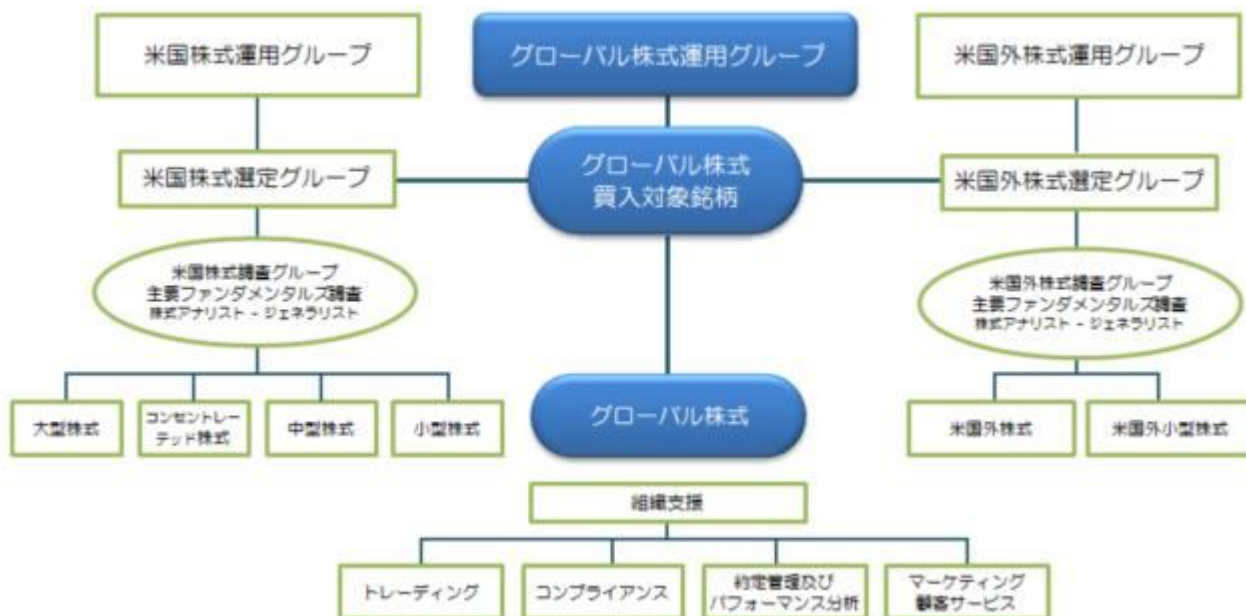 米国株式運用グループ
グローバル株式運用グループ
米国外株式運用グループ
米国株式選定グループ
グローバル株式
買入対象銘柄
米国外株式選定グループ
米国株式調査グループ
主要ファンダメンタルズ調査
株式アナリスト - ジェネラリスト
米国外株式調査グループ
主要ファンダメンタルズ調査
株式アナリスト - ジェネラリスト
大型株式
コンセントレー
テッド株式
中型株式
小型株式
グローバル株式
米国外株式
米国外小型株式
組織支援
トレーディング
コンプライアンス
約定管理及び
パフォーマンス分析
マーケティング
顧客サービス